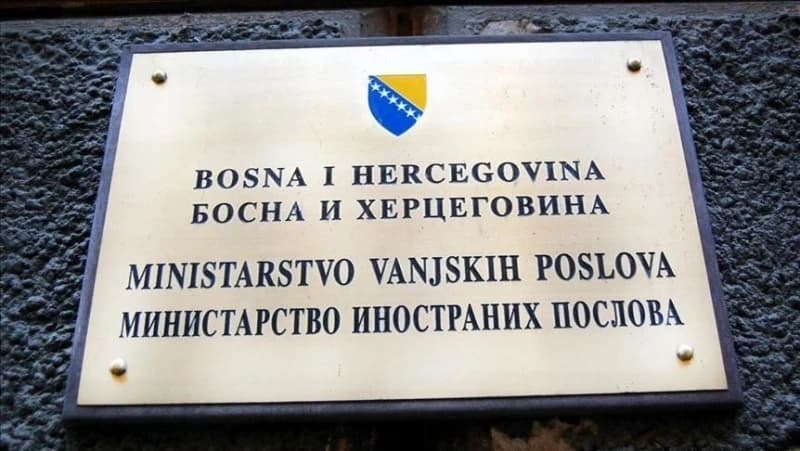 BOSNA I HERCEGOVINA
БОСНА И ХЕРЦЕГОВИНА
MINISTARSTVO VANJSKIH POSLOVA
МИНИСТАРСТВО ИНОСТРАНИХ ПОСЛОВА